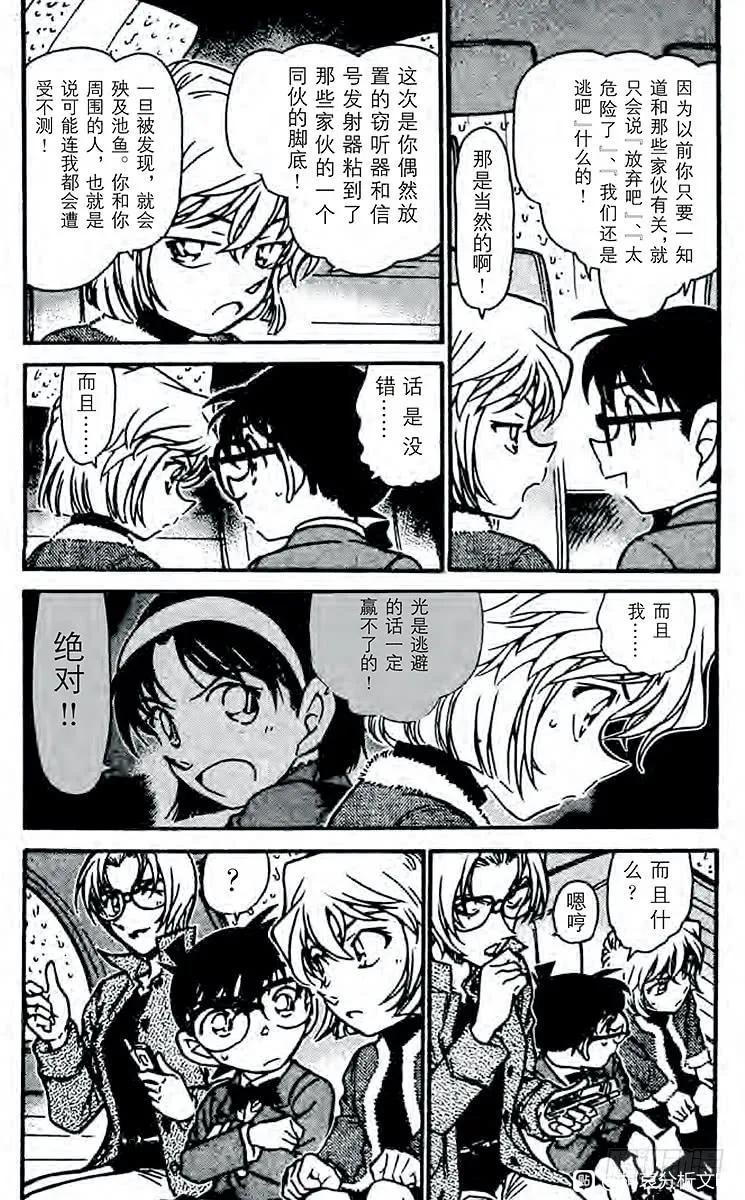 因为以前你只要一知
道和那些家伙有关，就
只会说『放弃吧』、『太
危险了』、『我们还是
逃吧』什么的！
那是当然的啊！
这次是你偶然放
置的窃听器和信
号发射器粘到了
那些家伙的一个
同伙的脚底！
一旦被发现，就会
殃及池鱼。你和你
周围的人，也就是
说可能连我都会遭
受不测！
话是没
错……
而且
……
而且
我…
光是逃避
的话一定
赢不了的！
绝对!!
而且什
么？
嗯哼
？